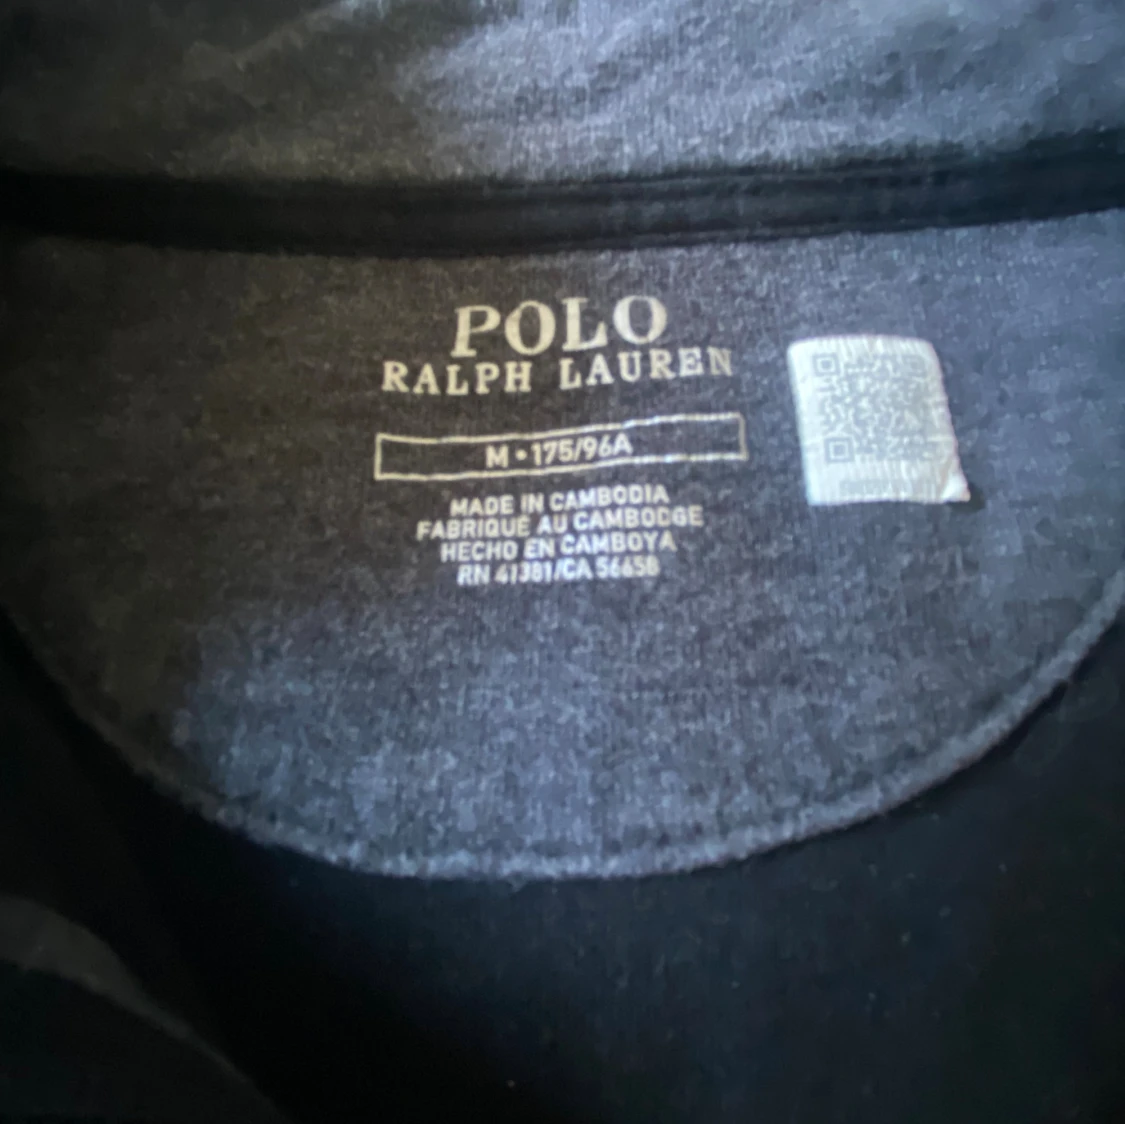 POLO
RALPH LAUREN
M • 175/96A
MADE IN CAMBODIA
FABRIQUÉ AU CAMBODGE
HECHO EN CAMBOYA
RN 41381/CA 56658